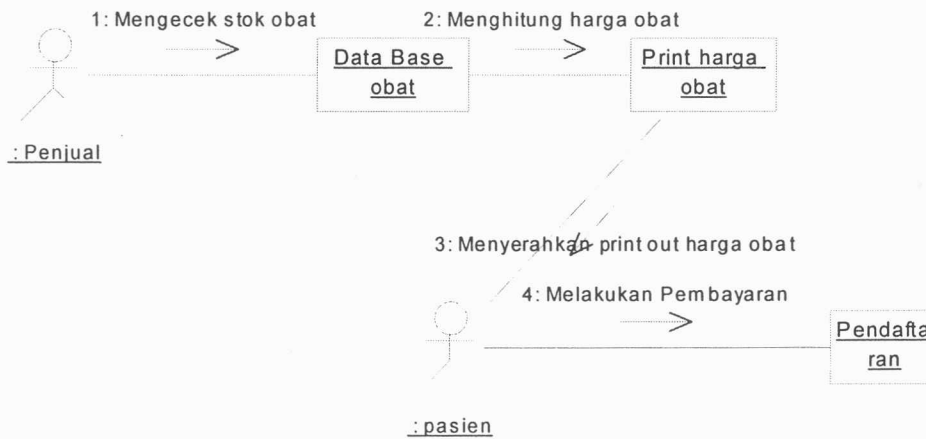 1: Mengecek stok obat
2: Menghitung harga obat
Data Base
obat
Print harga
obat
: Penjual
3: Menyerahkan print out harga obat
4: Melakukan Pembayaran
Pendafta
ran
: pasien